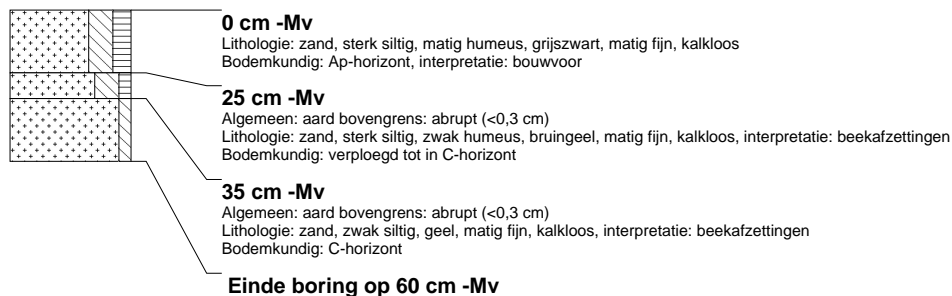 0 cm -Mv
Lithologie: zand, sterk siltig, matig humeus, grijszwart, matig fijn, kalkloos
Bodemkundig: Ap-horizont, interpretatie: bouwvoor
25 cm -Mv
Algemeen: aard bovengrens: abrupt (<0,3 cm)
Lithologie: zand, sterk siltig, zwak humeus, bruingeel, matig fijn, kalkloos, interpretatie: beekafzettingen
Bodemkundig: verploegd tot in C-horizont
35 cm -Mv
Algemeen: aard bovengrens: abrupt (<0,3 cm)
Lithologie: zand, zwak siltig, geel, matig fijn, kalkloos, interpretatie: beekafzettingen
Bodemkundig: C-horizont
Einde boring op 60 cm -Mv